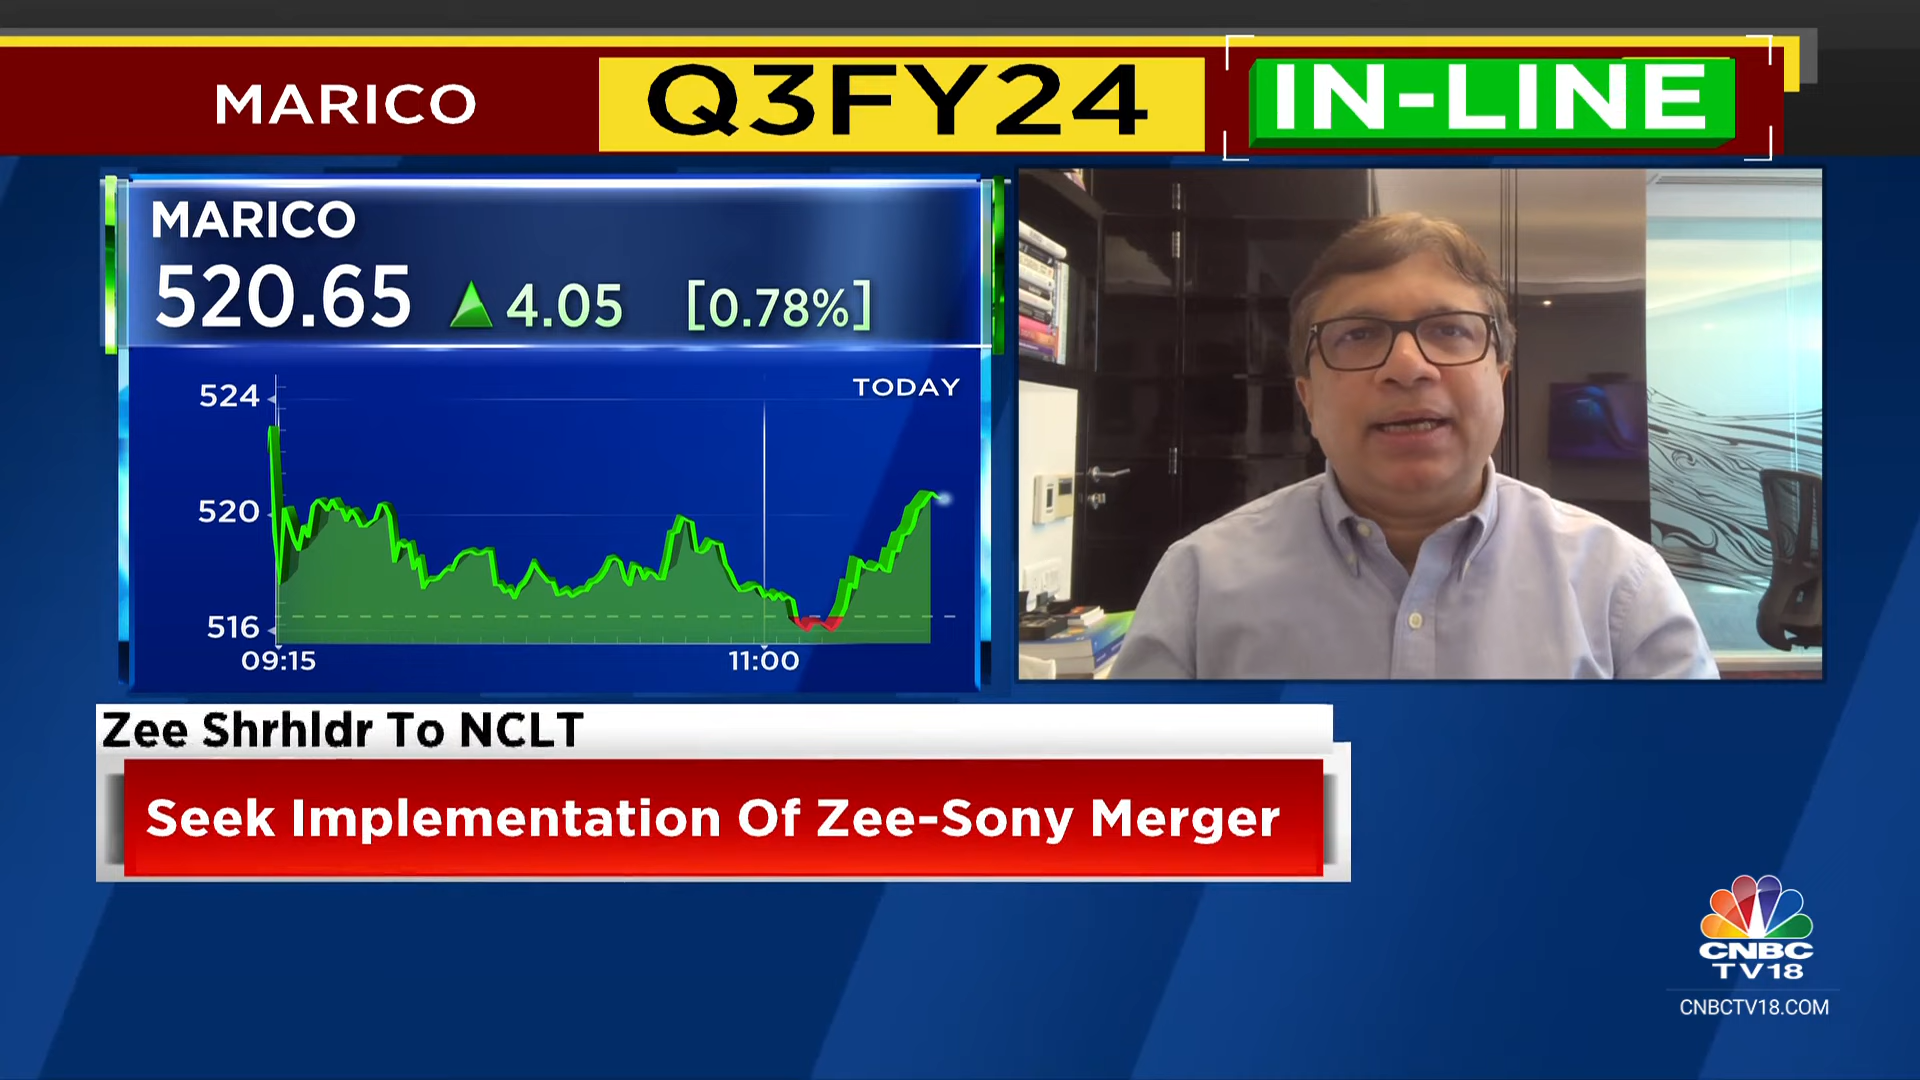 MARICO
Q3FY24
IN-LINE
MARICO
520.65 ▲ 4.05 [0.78%]
TODAY
524
520
516
09:15
11:00
Zee Shrhldr To NCLT
Seek Implementation Of Zee-Sony Merger
CNBC
TV18
CNBCTV18.COM